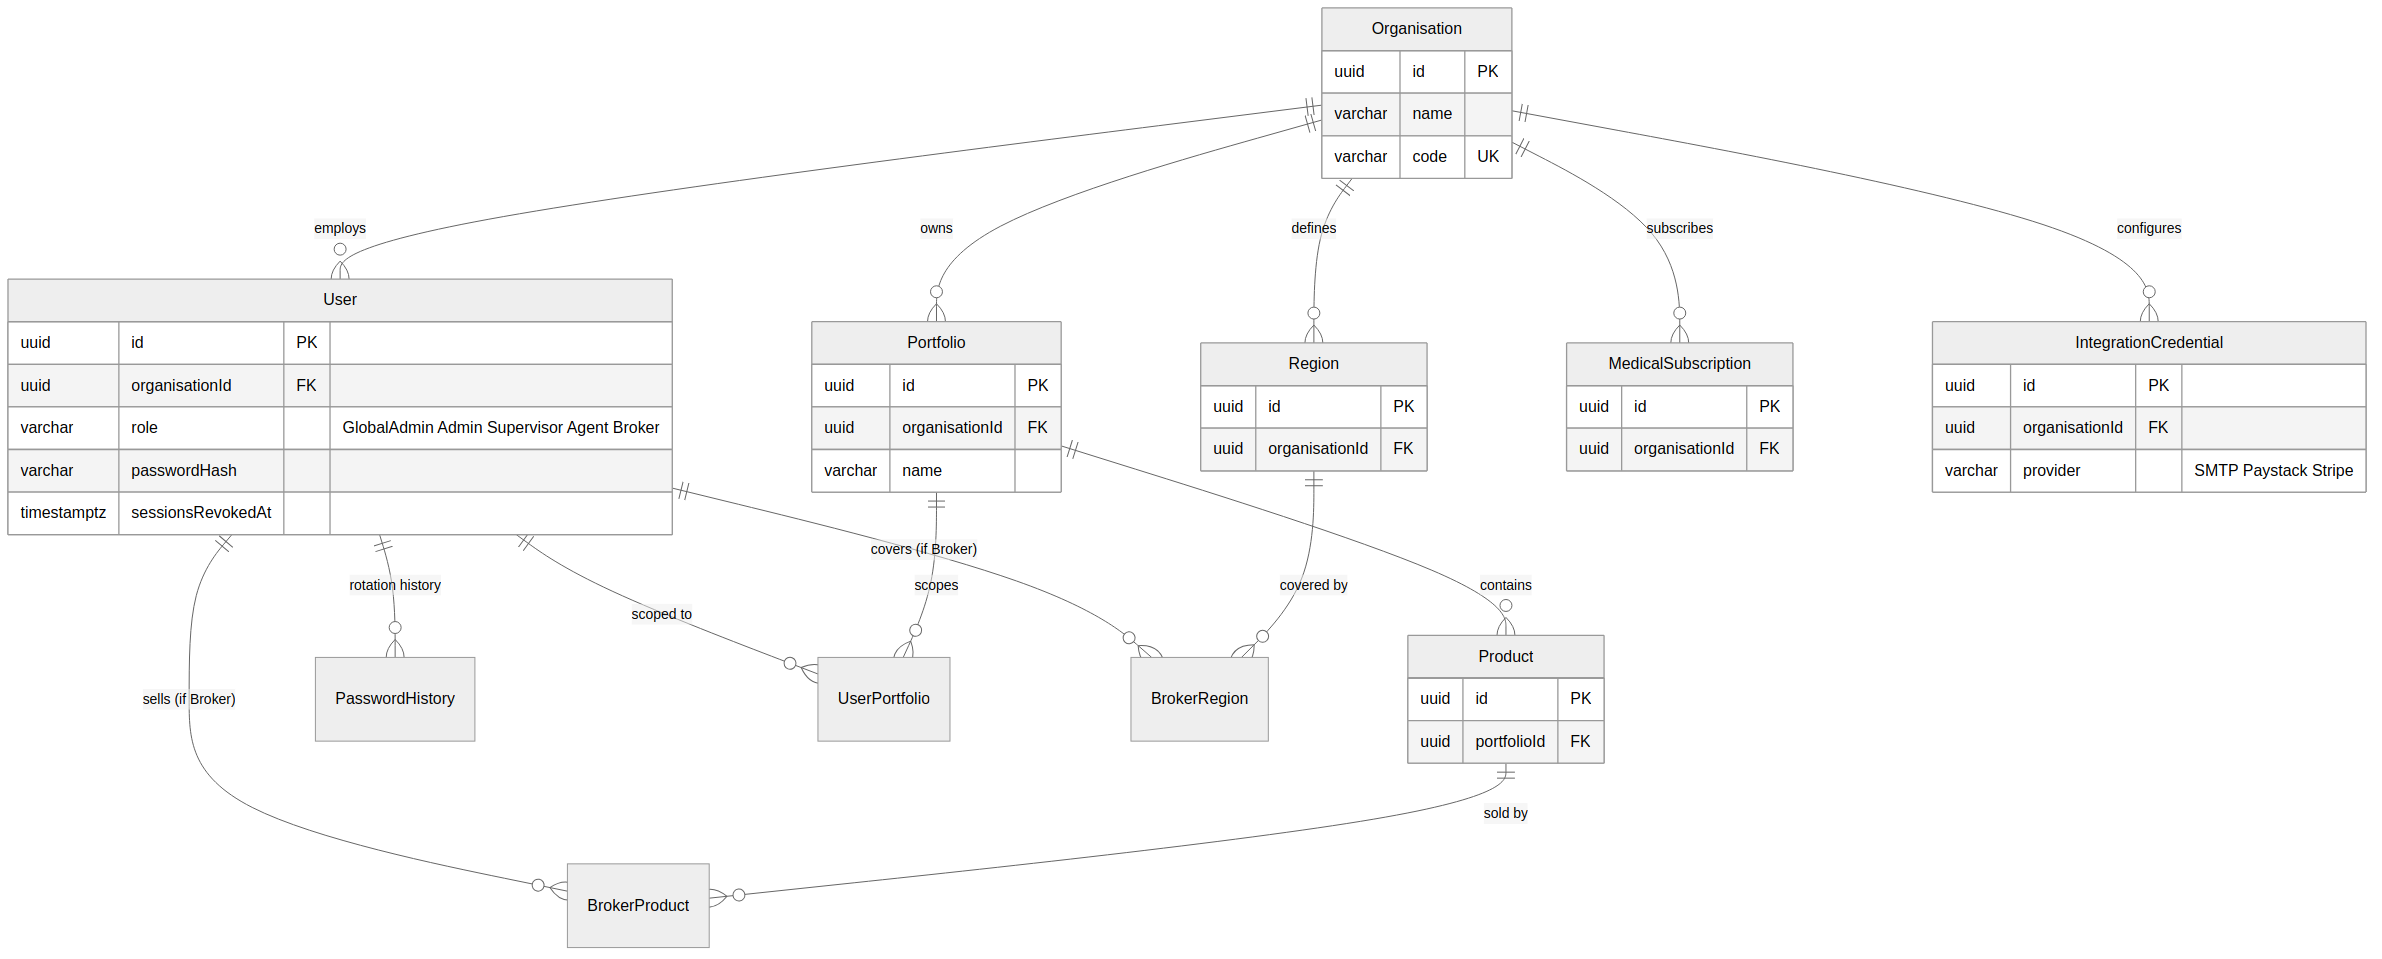 Organisation
uuid id PK
varchar name
varchar code UK
employs
owns
defines
subscribes
configures
User
uuid id PK
uuid organisationId FK
varchar role GlobalAdmin Admin Supervisor Agent Broker
varchar passwordHash
timestamptz sessionsRevokedAt
Portfolio
uuid id PK
uuid organisationId FK
varchar name
Region
uuid id PK
uuid organisationId FK
MedicalSubscription
uuid id PK
uuid organisationId FK
IntegrationCredential
uuid id PK
uuid organisationId FK
varchar provider SMTP Paystack Stripe
covers (if Broker)
rotation history
scoped to
scopes
covered by
contains
sells (if Broker)
PasswordHistory
UserPortfolio
BrokerRegion
Product
uuid id PK
uuid portfolioId FK
sold by
BrokerProduct